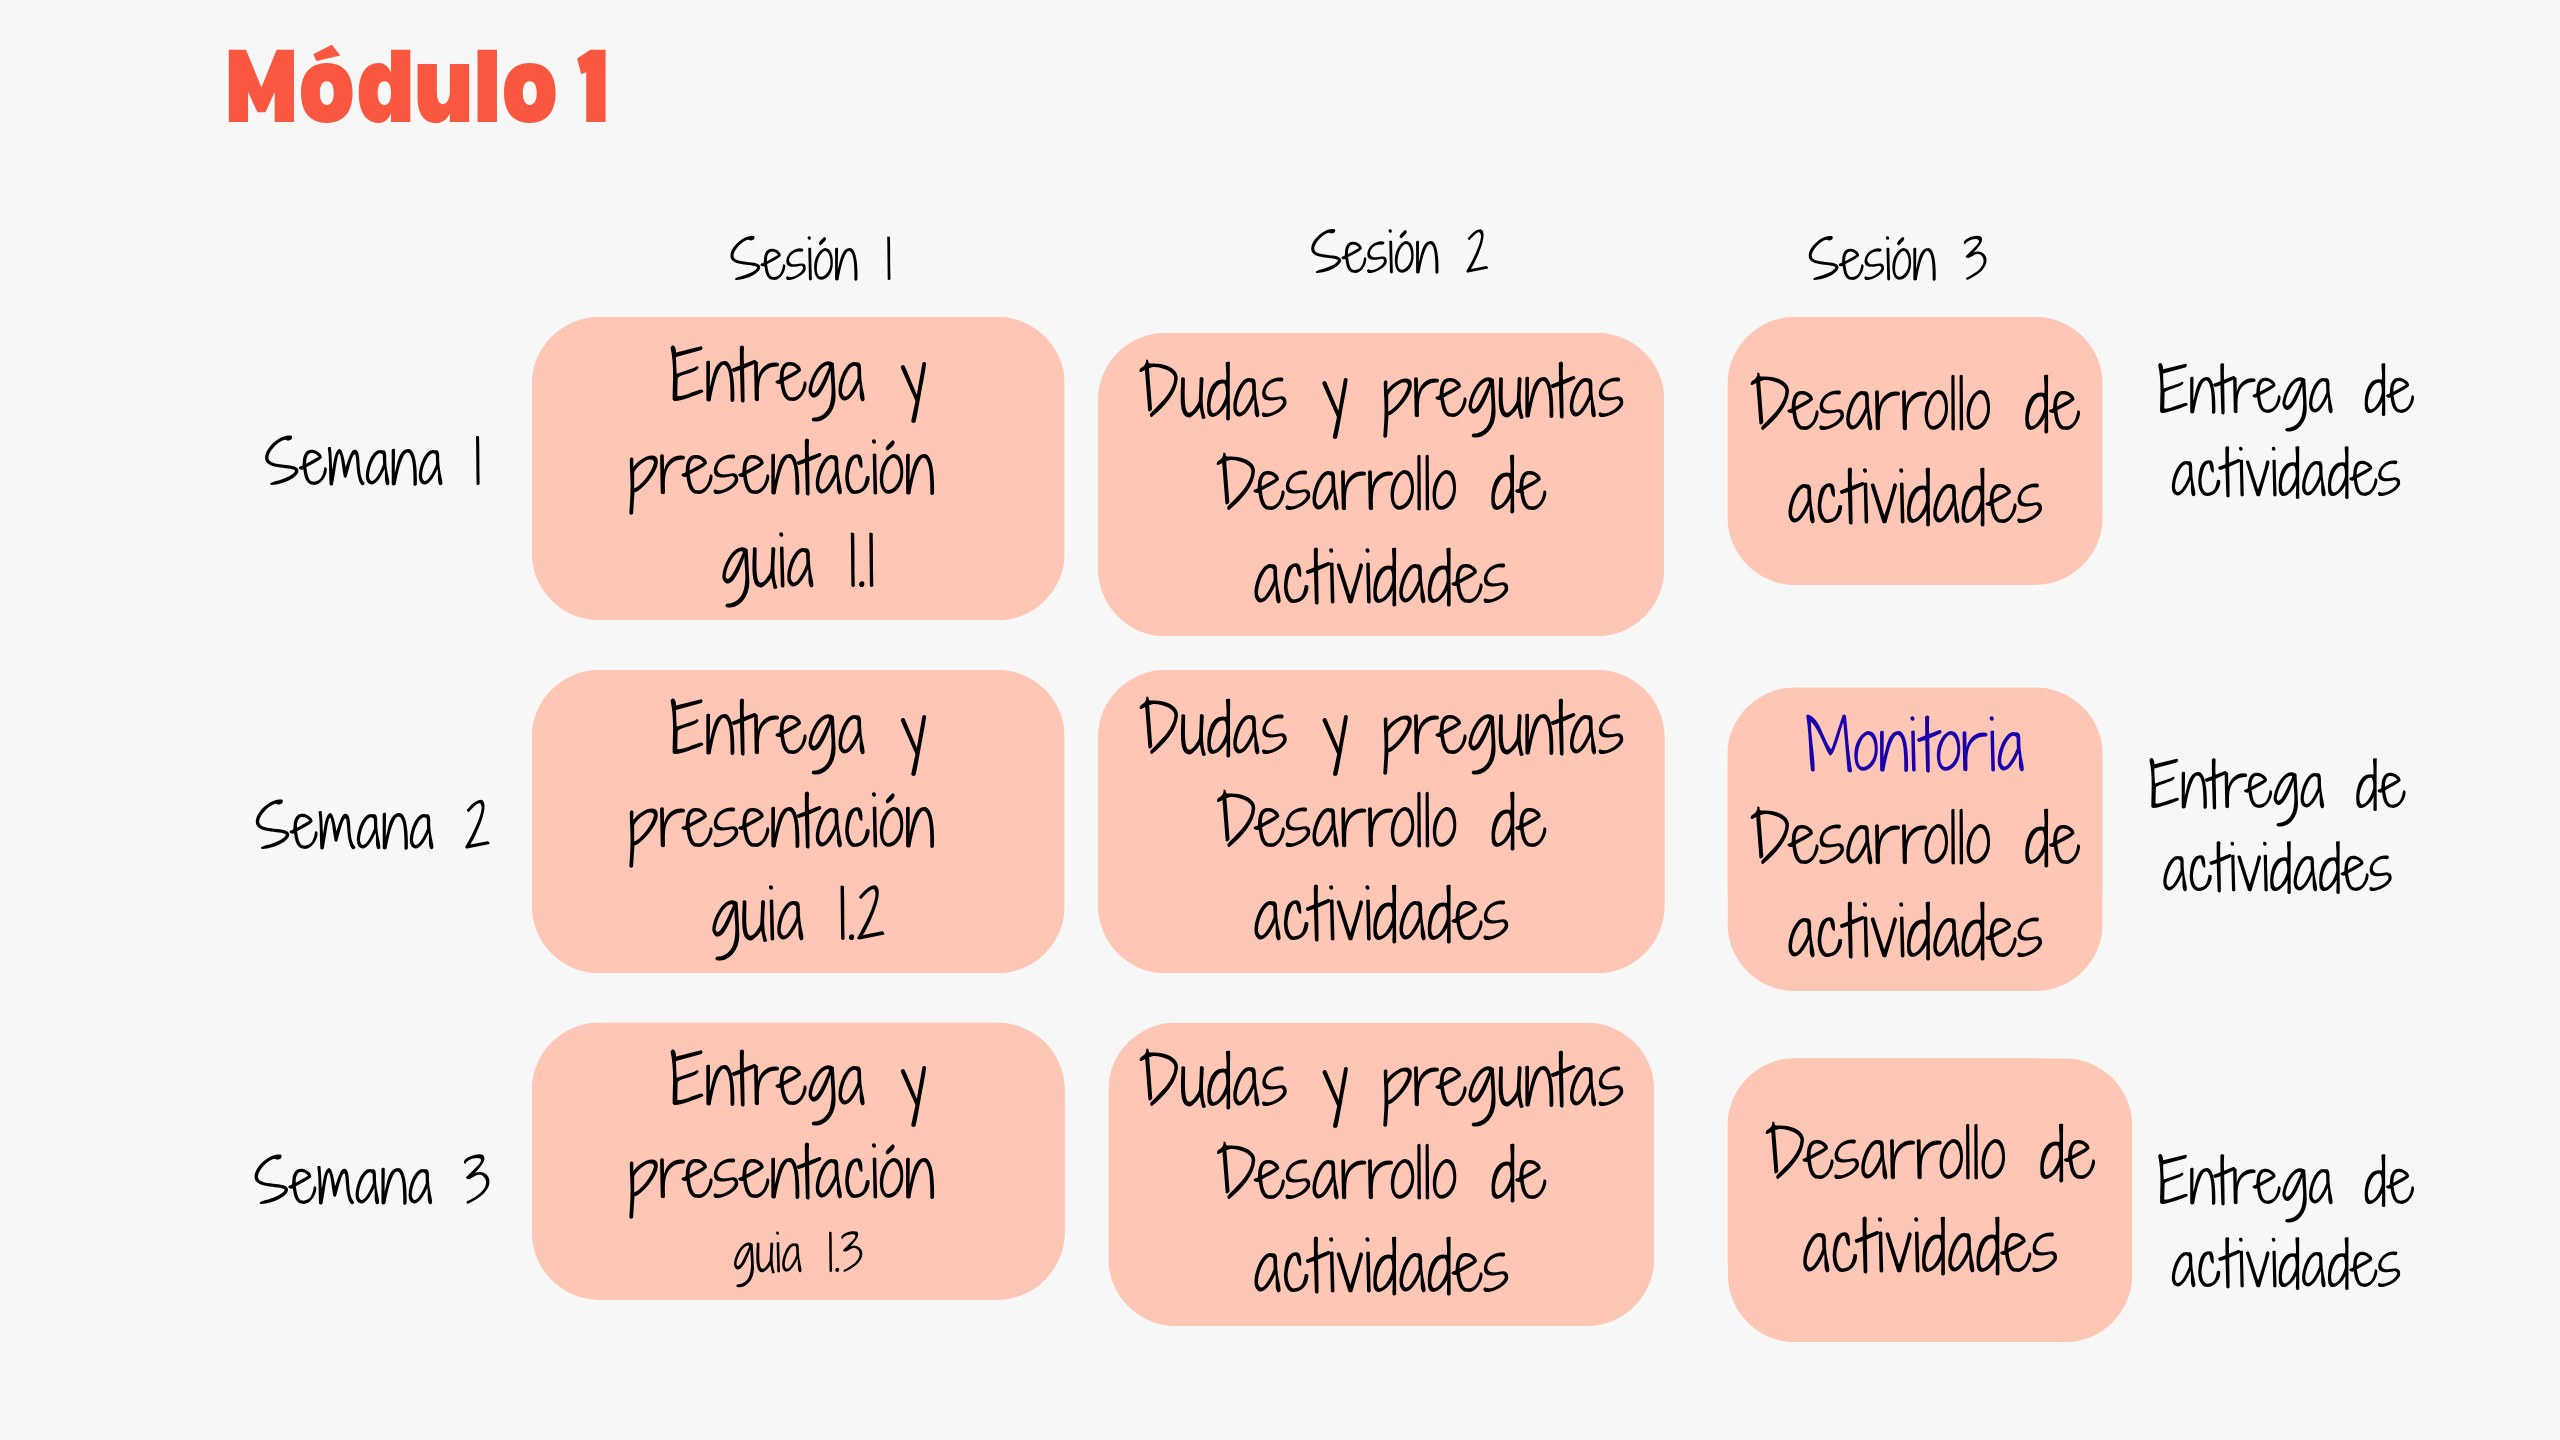 Módulo 1
Sesión 1
Sesión 2
Sesión 3
Semana 1
Entrega y
presentación
guia 1.1
Dudas y preguntas
Desarrollo de
actividades
Desarrollo de
actividades
Entrega de
actividades
Semana 2
Entrega y
presentación
guia 1.2
Dudas y preguntas
Desarrollo de
actividades
Monitoria
Desarrollo de
actividades
Entrega de
actividades
Semana 3
Entrega y
presentación
guia 1.3
Dudas y preguntas
Desarrollo de
actividades
Desarrollo de
actividades
Entrega de
actividades